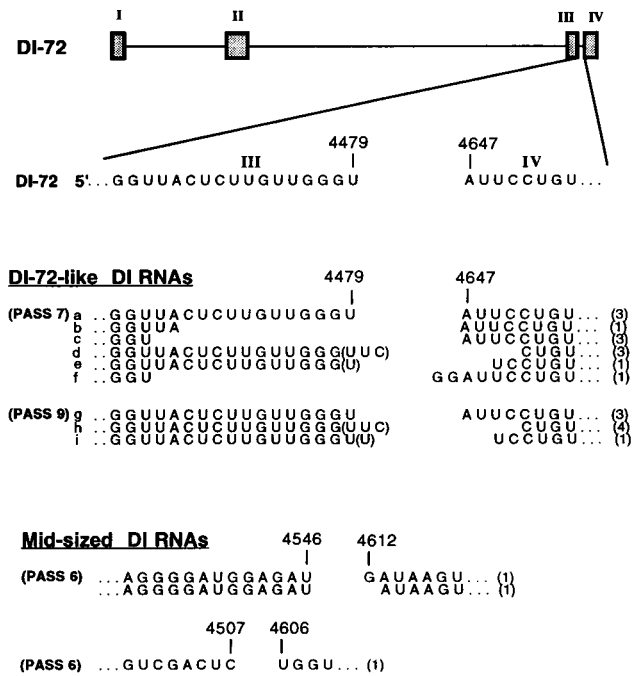 I II III IV
DI-72
4479 4647
III IV
DI-72 5'...GGUUACUCUUGUUGGGU AUUCCUGU...
DI-72-like DI RNAs
4479 4647
(PASS 7) a ..GGUUACUCUUGUUGGGU AUUCCUGU... (3)
b ..GGUUA AUUCCUGU... (1)
c ..GGU AUUCCUGU... (3)
d ..GGUUACUCUUGUUGGG(UUC) CUGU... (3)
e ..GGUUACUCUUGUUGGG(U) UCCUGU... (1)
f ..GGU GGAUUCCUGU... (1)
(PASS 9) g ..GGUUACUCUUGUUGGGU AUUCCUGU... (3)
h ..GGUUACUCUUGUUGGG(UUC) CUGU... (4)
i ..GGUUACUCUUGUUGGGU(U) UCCUGU... (1)
Mid-sized DI RNAs
4546 4612
(PASS 6) ...AGGGGAUGGAGAU GAUAAGU... (1)
...AGGGGAUGGAGAU AUAAGU... (1)
4507 4606
(PASS 6) ...GUCGACUC UGGU... (1)